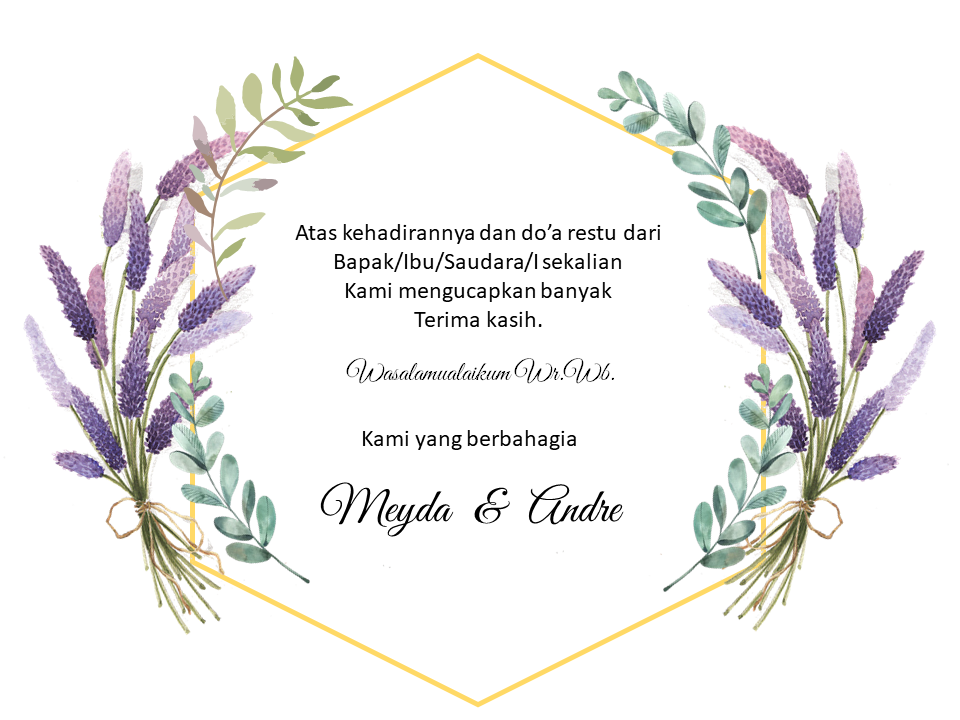 Atas kehadirannya dan do’a restu dari
Bapak/Ibu/Saudara/I sekalian
Kami mengucapkan banyak
Terima kasih.
Wasalamualaikum Wr.Wb.
Kami yang berbahagia
Meyda & Andre